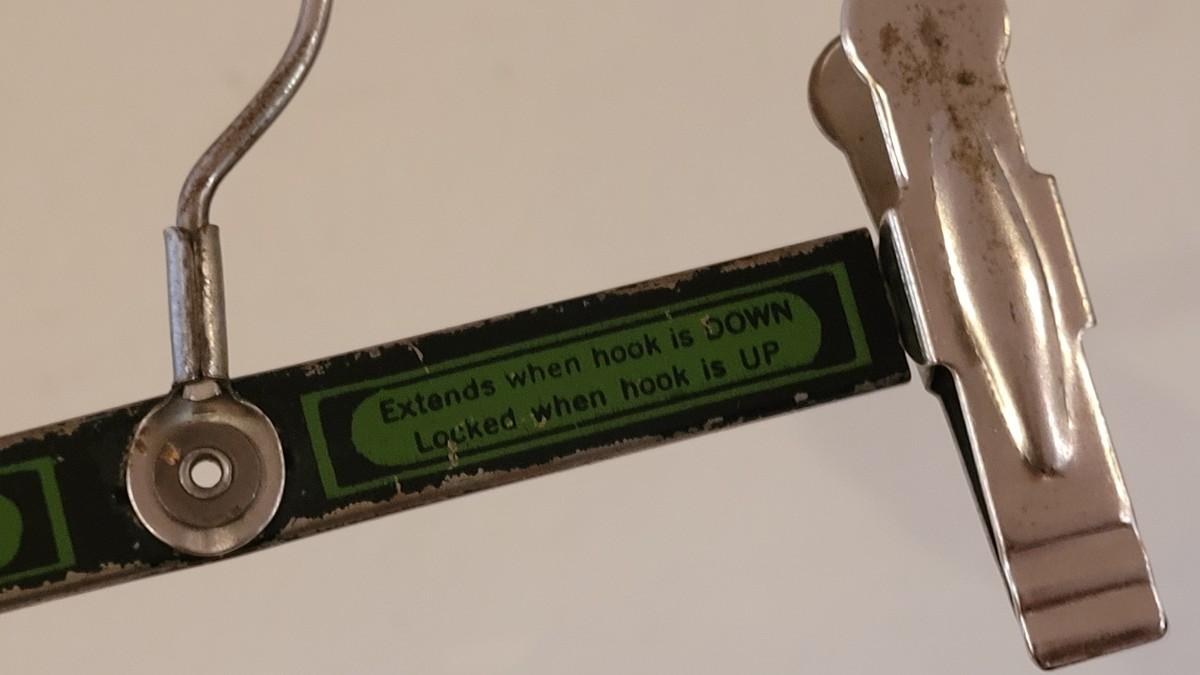 Extends when hook is DOWN
Locked when hook is UP